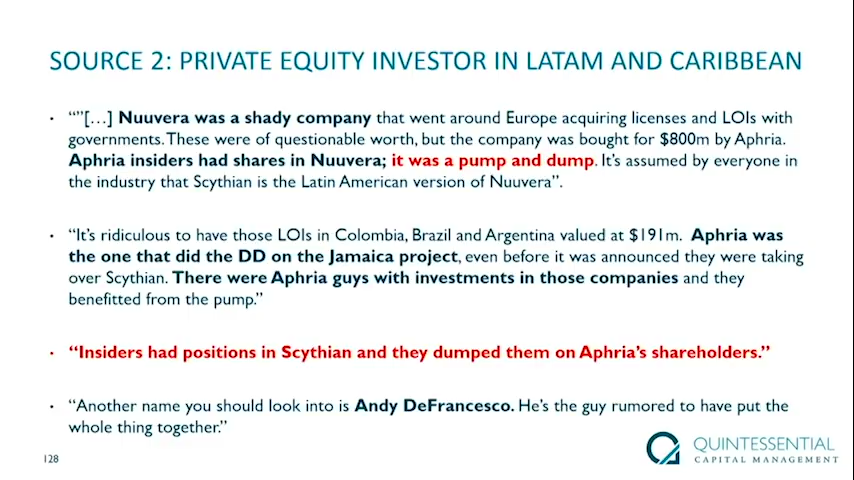 SOURCE 2: PRIVATE EQUITY INVESTOR IN LATAM AND CARIBBEAN
• “”[…] Nuuvera was a shady company that went around Europe acquiring licenses and LOIs with
governments. These were of questionable worth, but the company was bought for $800m by Aphria.
Aphria insiders had shares in Nuuvera; it was a pump and dump. It’s assumed by everyone in
the industry that Scythian is the Latin American version of Nuuvera”.
• “It’s ridiculous to have those LOIs in Colombia, Brazil and Argentina valued at $191m. Aphria was
the one that did the DD on the Jamaica project, even before it was announced they were taking
over Scythian. There were Aphria guys with investments in those companies and they
benefitted from the pump.”
• “Insiders had positions in Scythian and they dumped them on Aphria’s shareholders.”
• “Another name you should look into is Andy DeFrancesco. He’s the guy rumored to have put the
whole thing together.”
128
QUINTESSENTIAL
CAPITAL MANAGEMENT